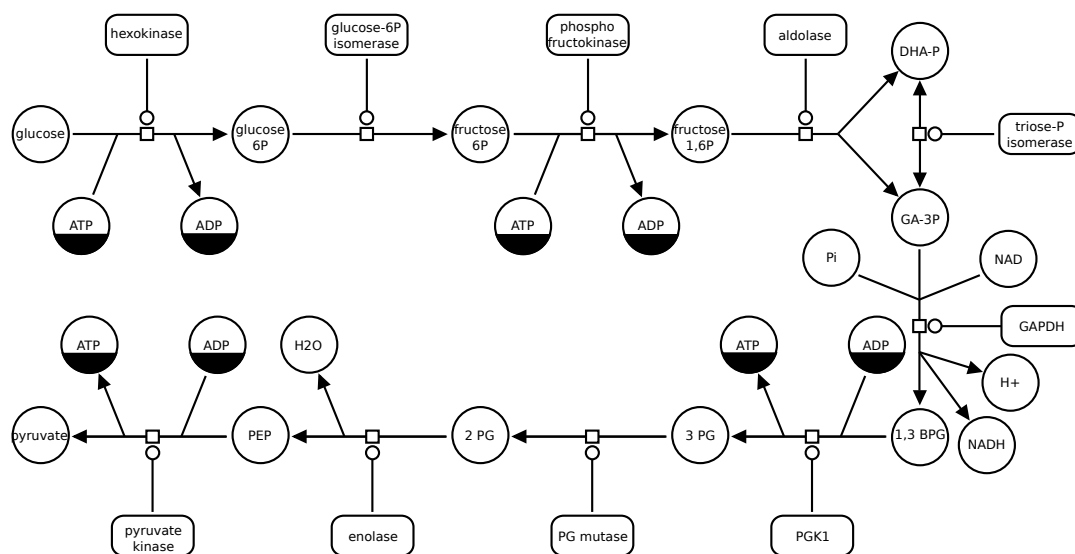 hexokinase
glucose-6P
isomerase
phospho
fructokinase
aldolase
DHA-P
glucose
glucose
6P
fructose
6P
fructose
1,6P
triose-P
isomerase
ATP
ADP
ATP
ADP
GA-3P
Pi
NAD
GAPDH
ATP
ADP
H2O
ATP
ADP
H+
pyruvate
PEP
2 PG
3 PG
1,3 BPG
NADH
pyruvate
kinase
enolase
PG mutase
PGK1